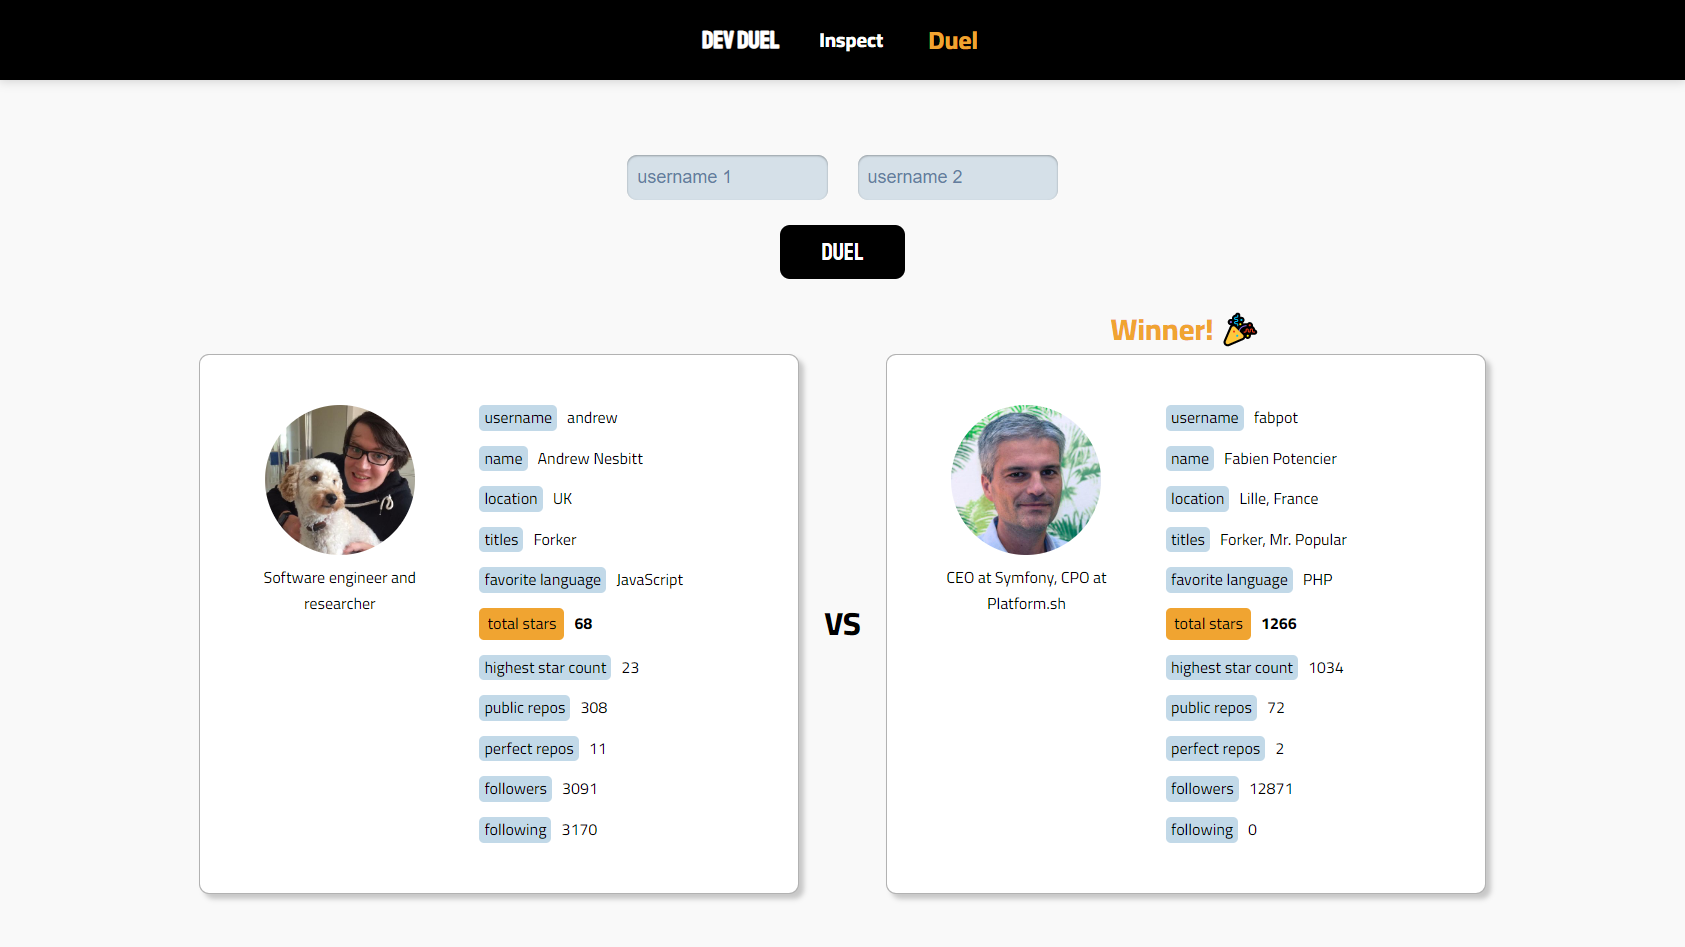 DEV DUEL Inspect Duel
username 1 username 2
DUEL
Winner!
username andrew
name Andrew Nesbitt
location UK
titles Forker
favorite language JavaScript
total stars 68
highest star count 23
public repos 308
perfect repos 11
followers 3091
following 3170
Software engineer and
researcher
VS
username fabpot
name Fabien Potencier
location Lille, France
titles Forker, Mr. Popular
favorite language PHP
total stars 1266
highest star count 1034
public repos 72
perfect repos 2
followers 12871
following 0
CEO at Symfony, CPO at
Platform.sh